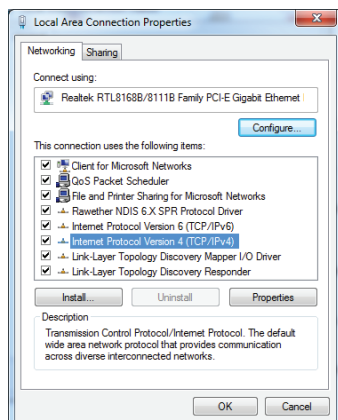 Local Area Connection Properties
Networking
Sharing
Connect using:
Realtek RTL8168B/8111B Family PCI-E Gigabit Ethernet
Configure...
This connection uses the following items:
Client for Microsoft Networks
QoS Packet Scheduler
File and Printer Sharing for Microsoft Networks
Rawether NDIS 6.X SPR Protocol Driver
Internet Protocol Version 6 (TCP/IPv6)
Internet Protocol Version 4 (TCP/IPv4)
Link-Layer Topology Discovery Mapper I/O Driver
Link-Layer Topology Discovery Responder
Install...
Uninstall
Properties
Description
Transmission Control Protocol/Internet Protocol. The default
wide area network protocol that provides communication
across diverse interconnected networks.
OK
Cancel